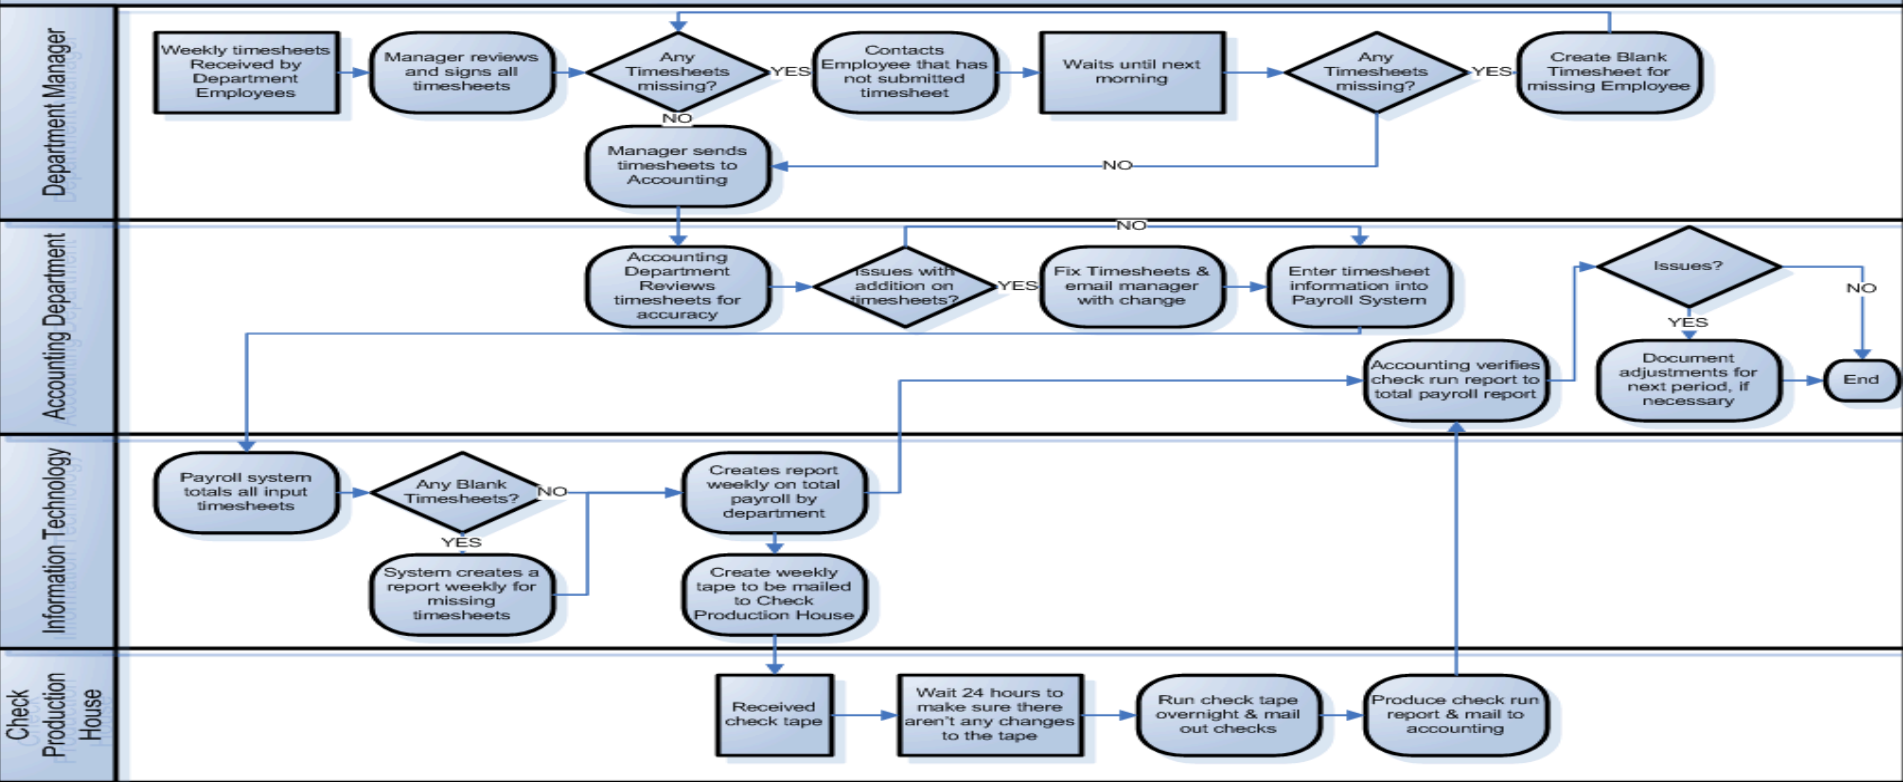 Department Manager
Weekly timesheets
Received by
Department
Employees
Manager reviews
and signs all
timesheets
Any
Timesheets
missing?
YES
Contacts
Employee that has
not submitted
timesheet
Waits until next
morning
Any
Timesheets
missing?
YES
Create Blank
Timesheet for
missing Employee
NO
Manager sends
timesheets to
Accounting
NO
Accounting Department
Accounting
Department
Reviews
timesheets for
accuracy
Issues with
addition on
timesheets?
NO
YES
Fix Timesheets &
email manager
with change
Enter timesheet
information into
Payroll System
Accounting verifies
check run report to
total payroll report
Issues?
NO
YES
Document
adjustments for
next period, if
necessary
End
Information Technology
Payroll system
totals all input
timesheets
Any Blank
Timesheets?
NO
YES
System creates a
report weekly for
missing
timesheets
Creates report
weekly on total
payroll by
department
Create weekly
tape to be mailed
to Check
Production House
Check
Production
House
Received
check tape
Wait 24 hours to
make sure there
aren't any changes
to the tape
Run check tape
overnight & mail
out checks
Produce check run
report & mail to
accounting